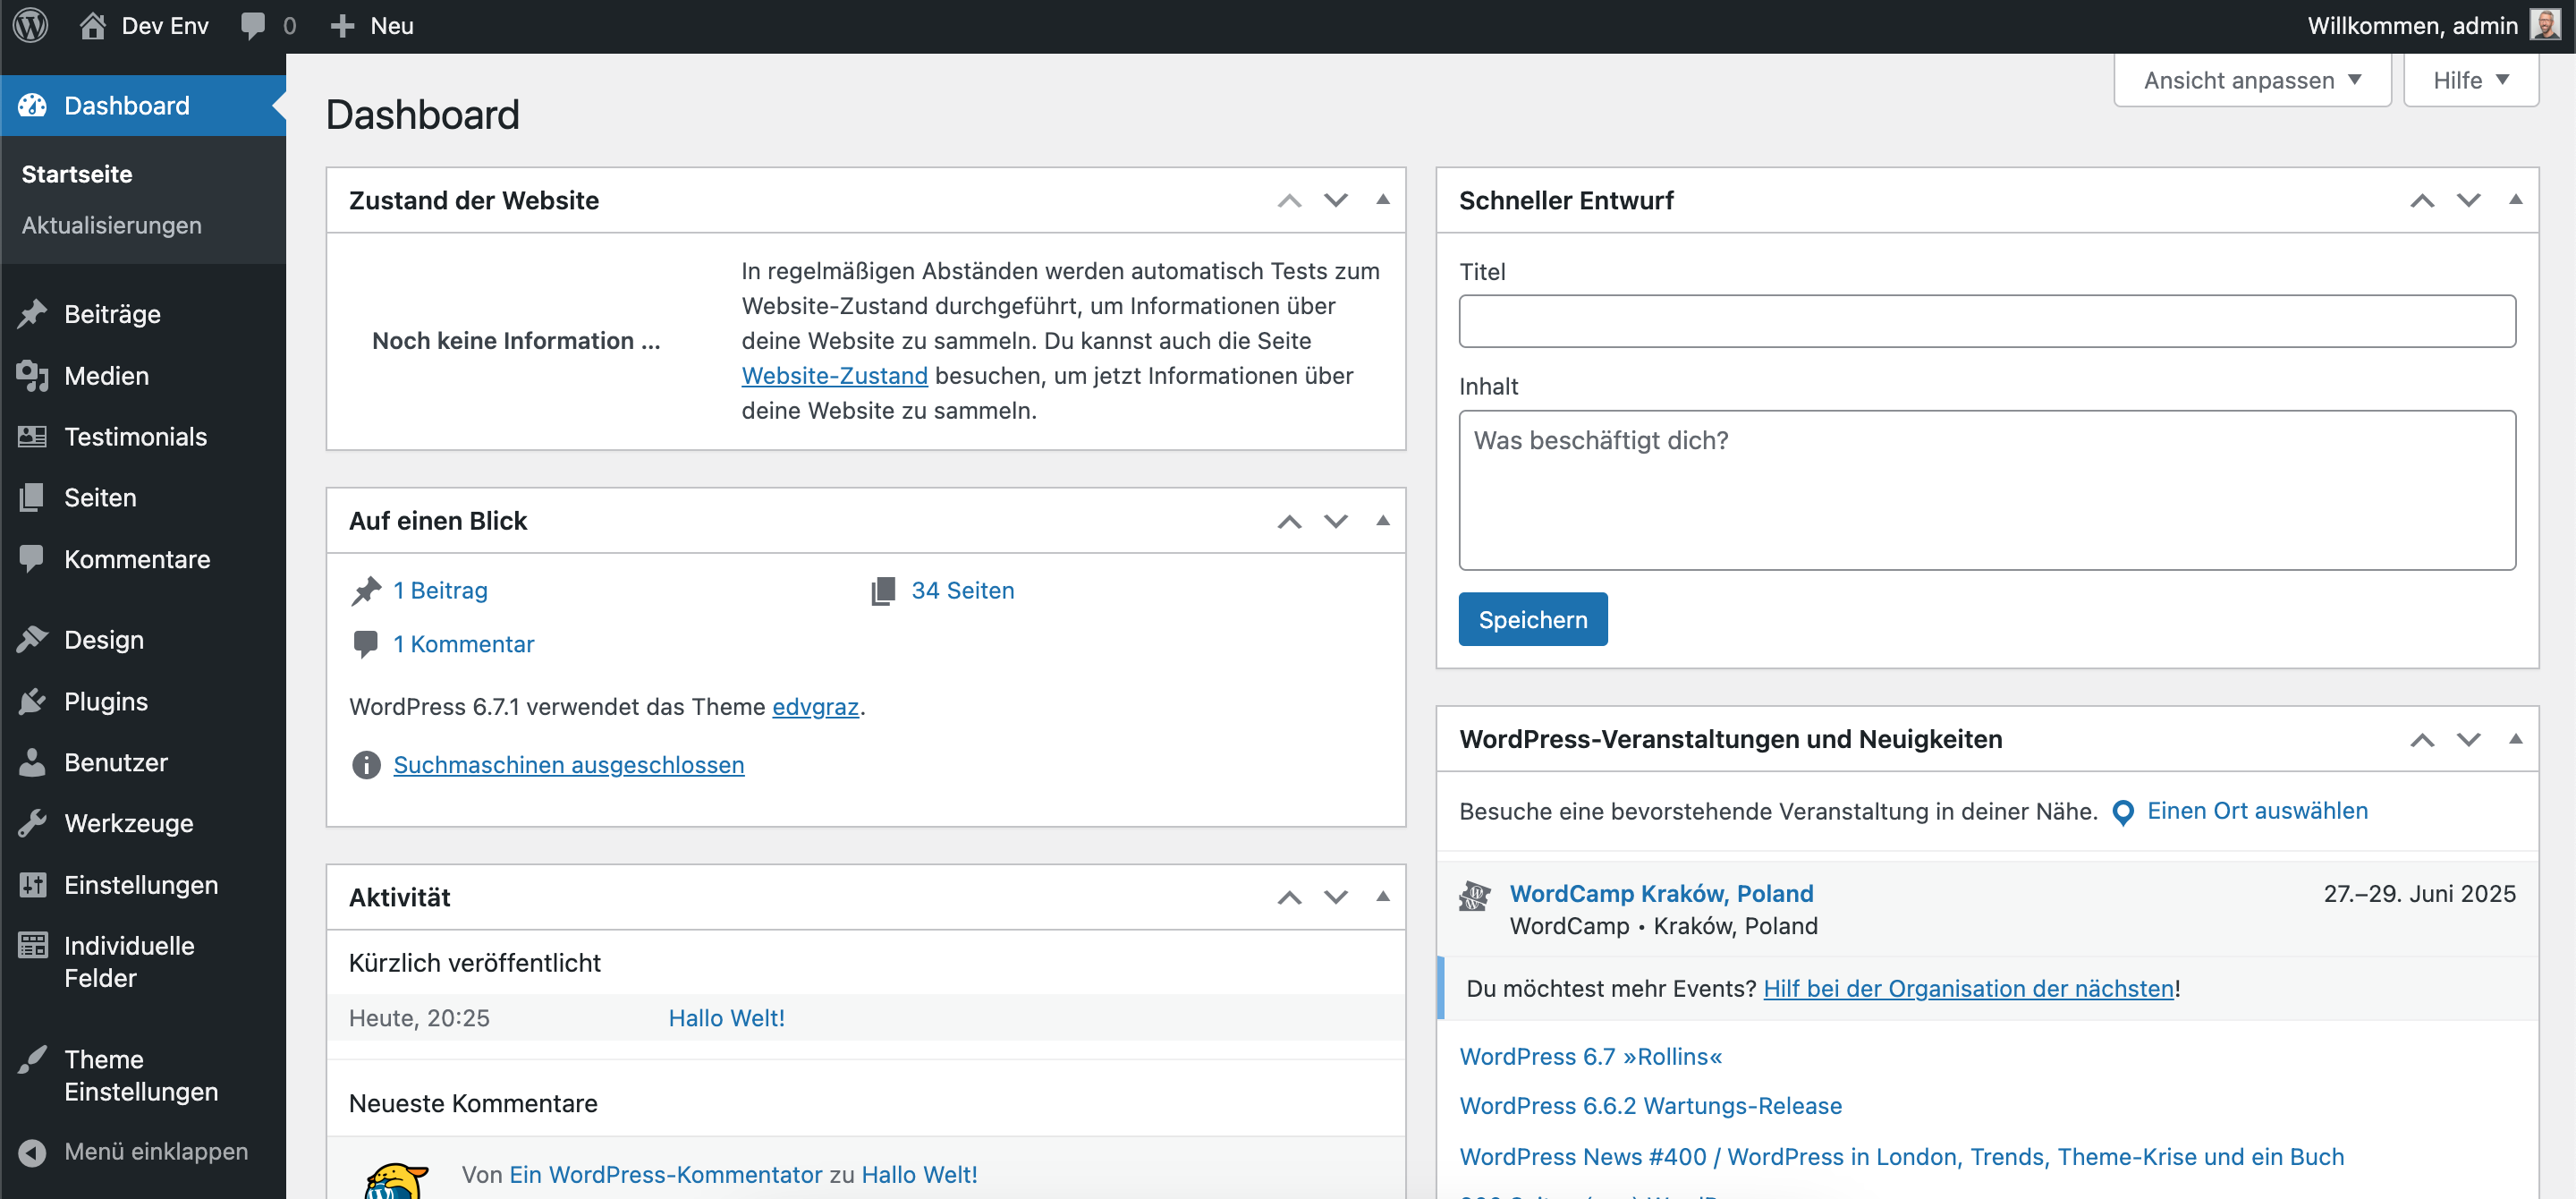 Dev Env
0
Neu
Willkommen, admin
Dashboard
Startseite
Aktualisierungen
Beiträge
Medien
Testimonials
Seiten
Kommentare
Design
Plugins
Benutzer
Werkzeuge
Einstellungen
Individuelle
Felder
Theme
Einstellungen
Menü einklappen
Ansicht anpassen
Hilfe
Dashboard
Zustand der Website
Noch keine Information ...
In regelmäßigen Abständen werden automatisch Tests zum
Website-Zustand durchgeführt, um Informationen über
deine Website zu sammeln. Du kannst auch die Seite
Website-Zustand besuchen, um jetzt Informationen über
deine Website zu sammeln.
Auf einen Blick
1 Beitrag
34 Seiten
1 Kommentar
WordPress 6.7.1 verwendet das Theme edvgraz.
Suchmaschinen ausgeschlossen
Aktivität
Kürzlich veröffentlicht
Heute, 20:25
Hallo Welt!
Neueste Kommentare
Von Ein WordPress-Kommentator zu Hallo Welt!
Schneller Entwurf
Titel
Inhalt
Was beschäftigt dich?
Speichern
WordPress-Veranstaltungen und Neuigkeiten
Besuche eine bevorstehende Veranstaltung in deiner Nähe.
Einen Ort auswählen
WordCamp Kraków, Poland
27.–29. Juni 2025
WordCamp • Kraków, Poland
Du möchtest mehr Events? Hilf bei der Organisation der nächsten!
WordPress 6.7 »Rollins«
WordPress 6.6.2 Wartungs-Release
WordPress News #400 / WordPress in London, Trends, Theme-Krise und ein Buch